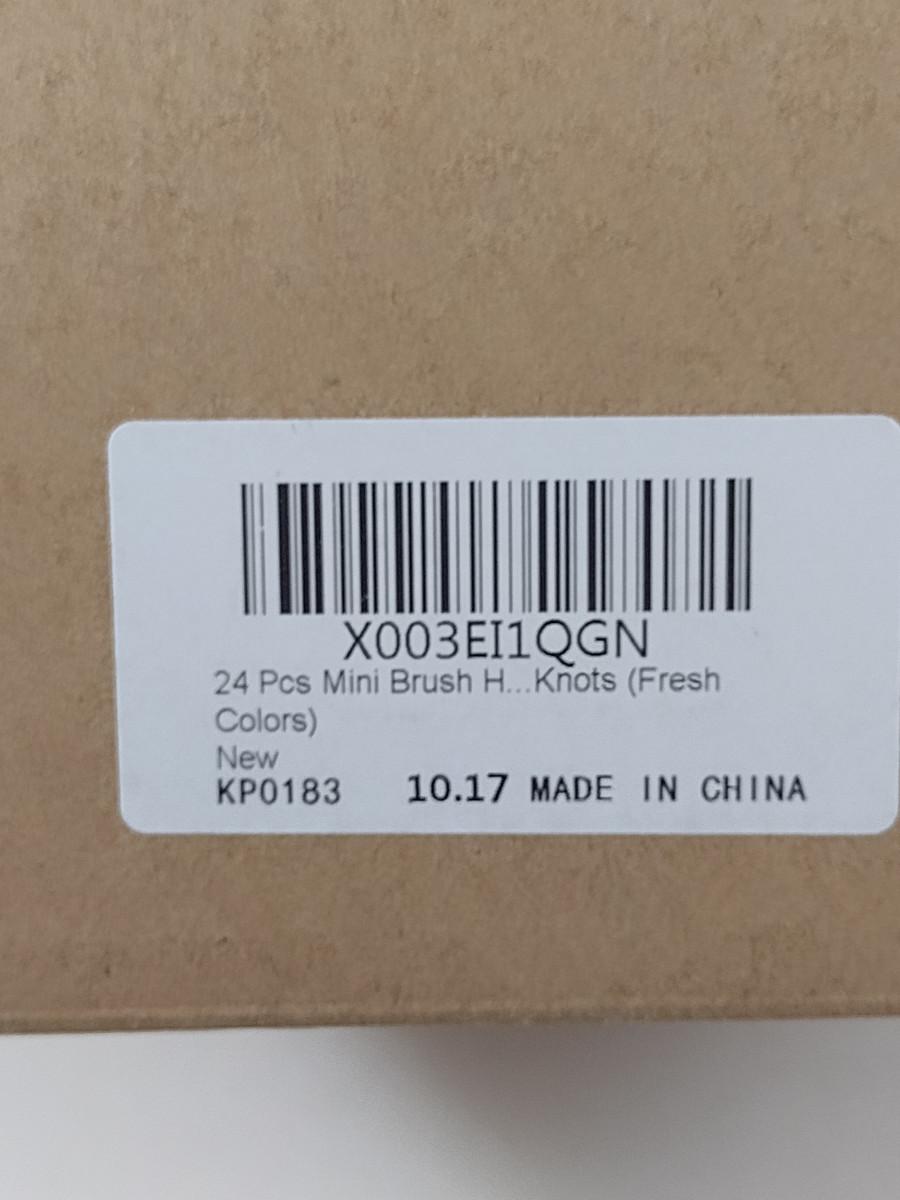 X003EI1QGN
24 Pcs Mini Brush H...Knots (Fresh
Colors)
New
KP0183 10.17 MADE IN CHINA